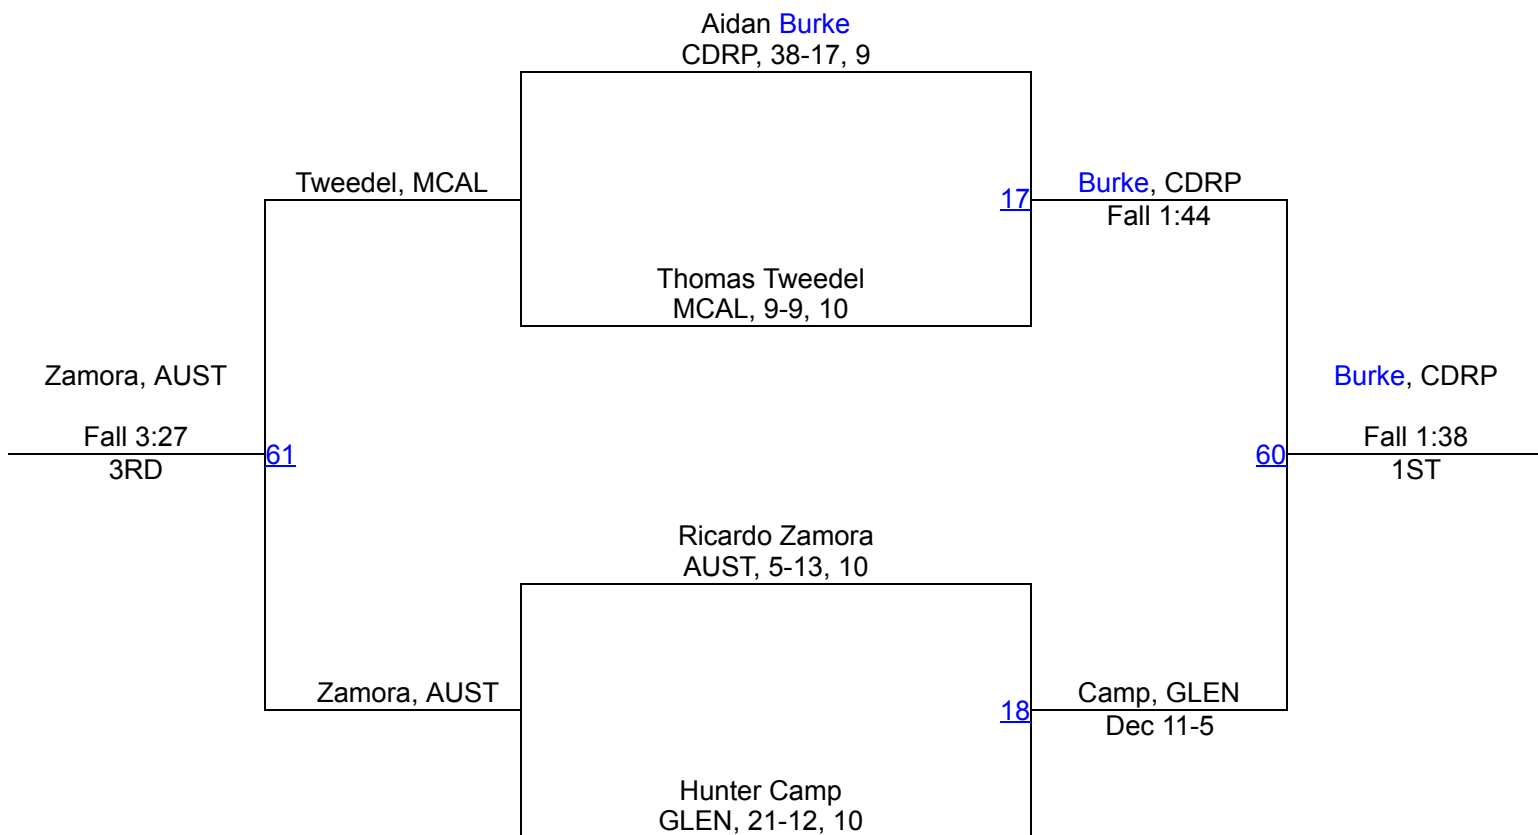 Aidan Burke
CDRP, 38-17, 9
Tweedel, MCAL
17
Burke, CDRP
Fall 1:44
Thomas Tweedel
MCAL, 9-9, 10
Zamora, AUST
Burke, CDRP
Fall 3:27
3RD
61
60
Fall 1:38
1ST
Ricardo Zamora
AUST, 5-13, 10
Zamora, AUST
18
Camp, GLEN
Dec 11-5
Hunter Camp
GLEN, 21-12, 10